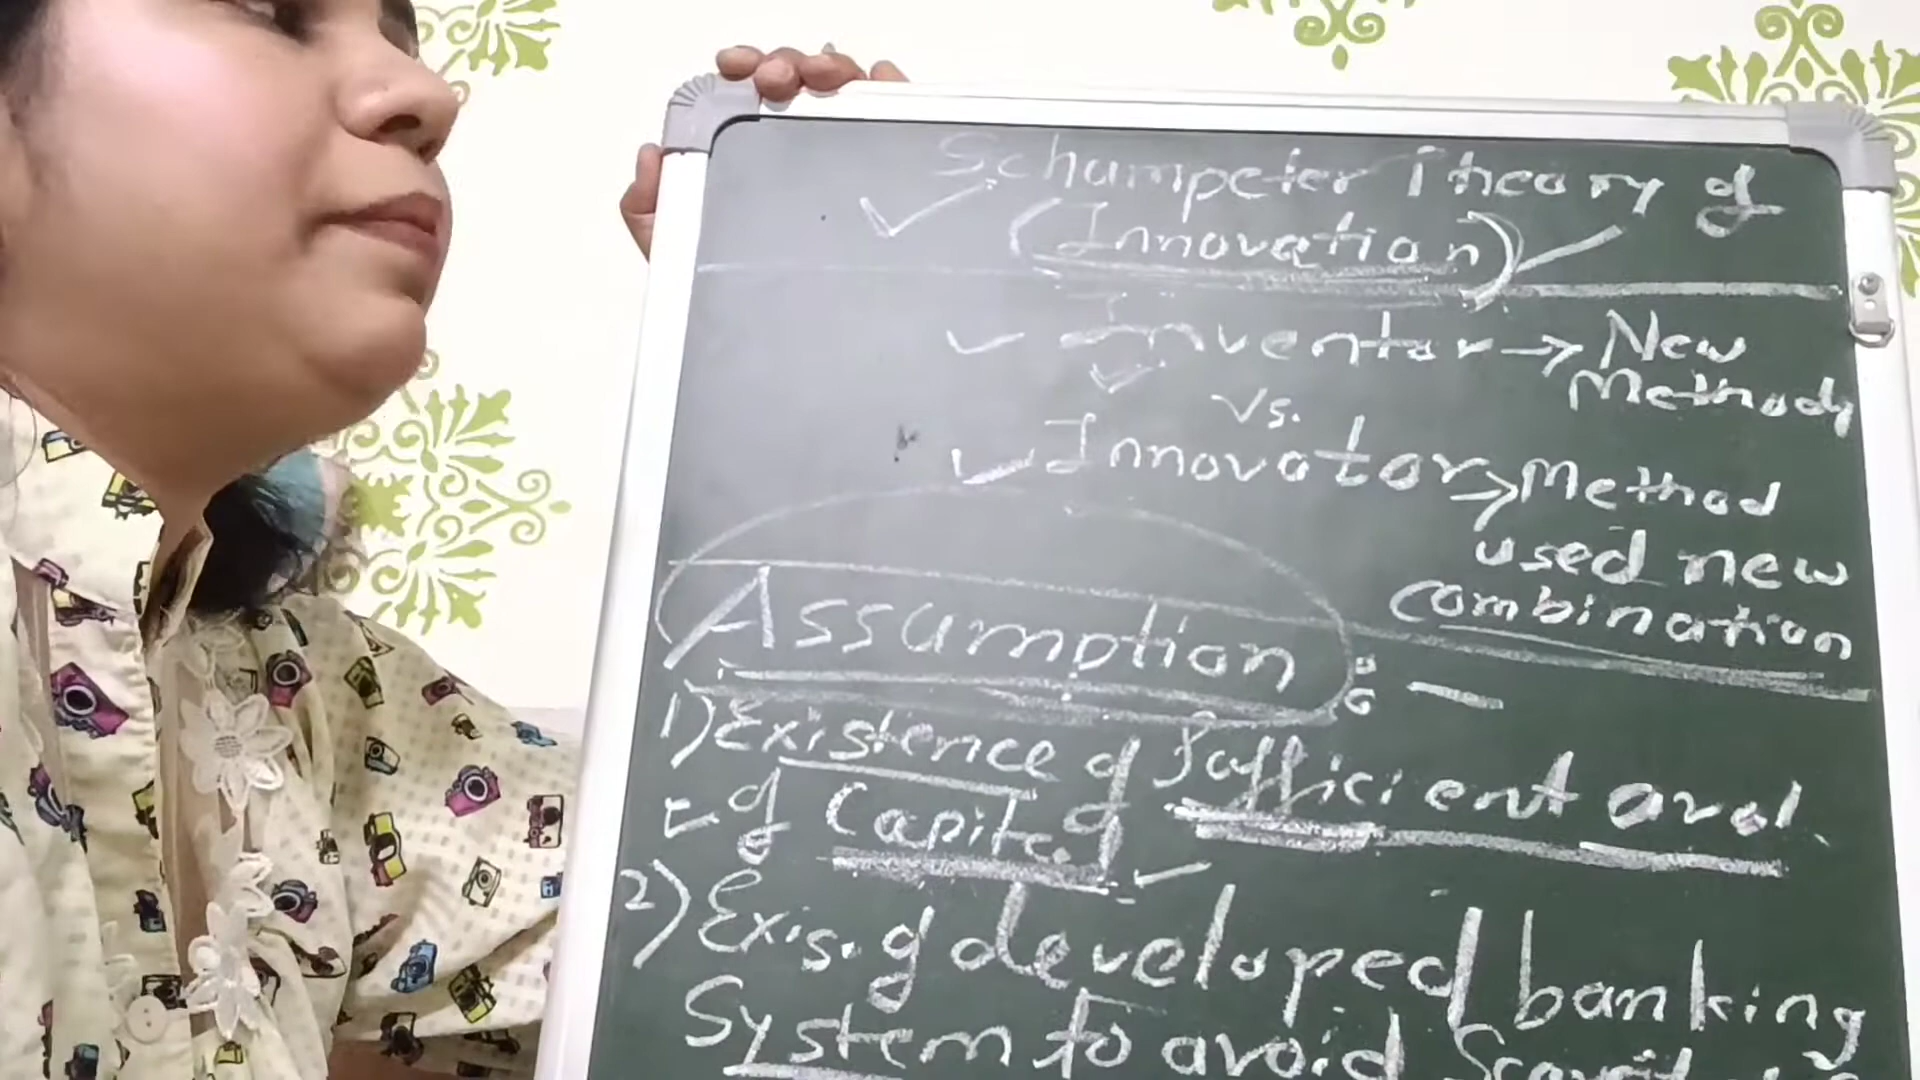 Schumpeter Theory of
(Innovation)
Inventor → New
Methods
Vs.
Innovator → Method
used new
combination
Assumption :-
1) Existence of Sufficient aval.
of Capital
2) Exis. of developed banking
System to avoid